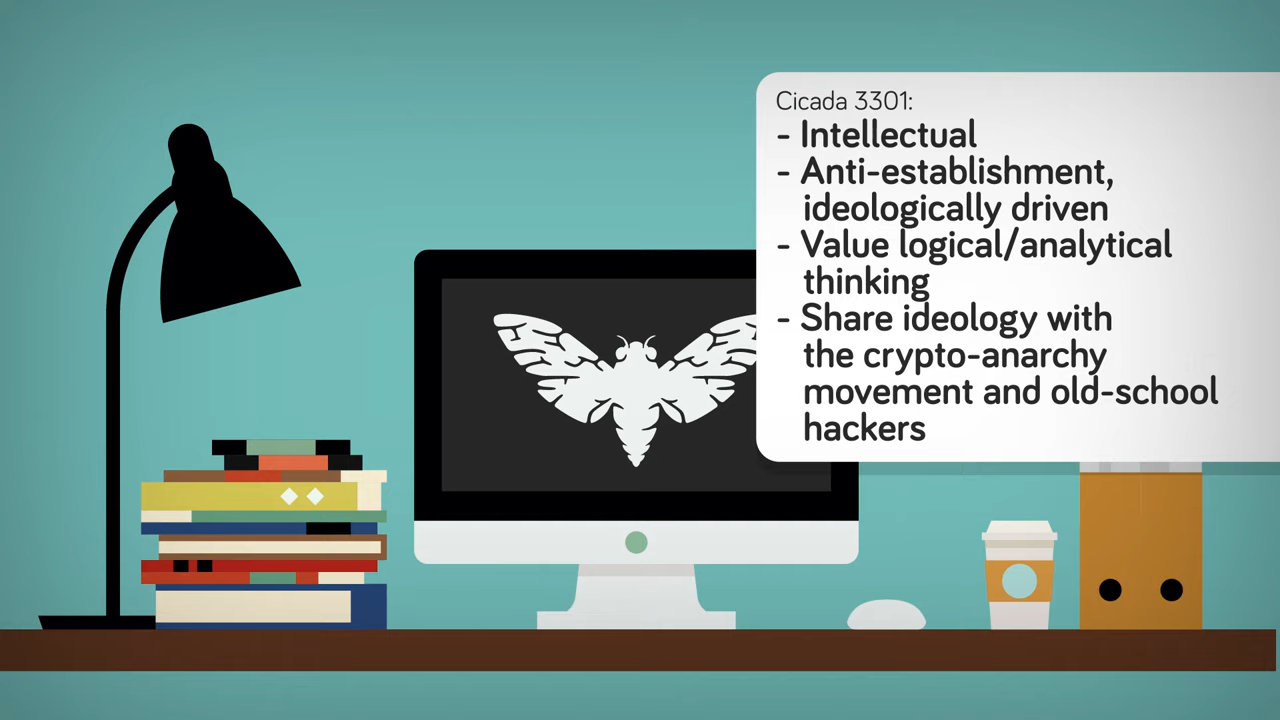 Cicada 3301:
- Intellectual
- Anti-establishment,
ideologically driven
- Value logical/analytical
thinking
- Share ideology with
the crypto-anarchy
movement and old-school
hackers